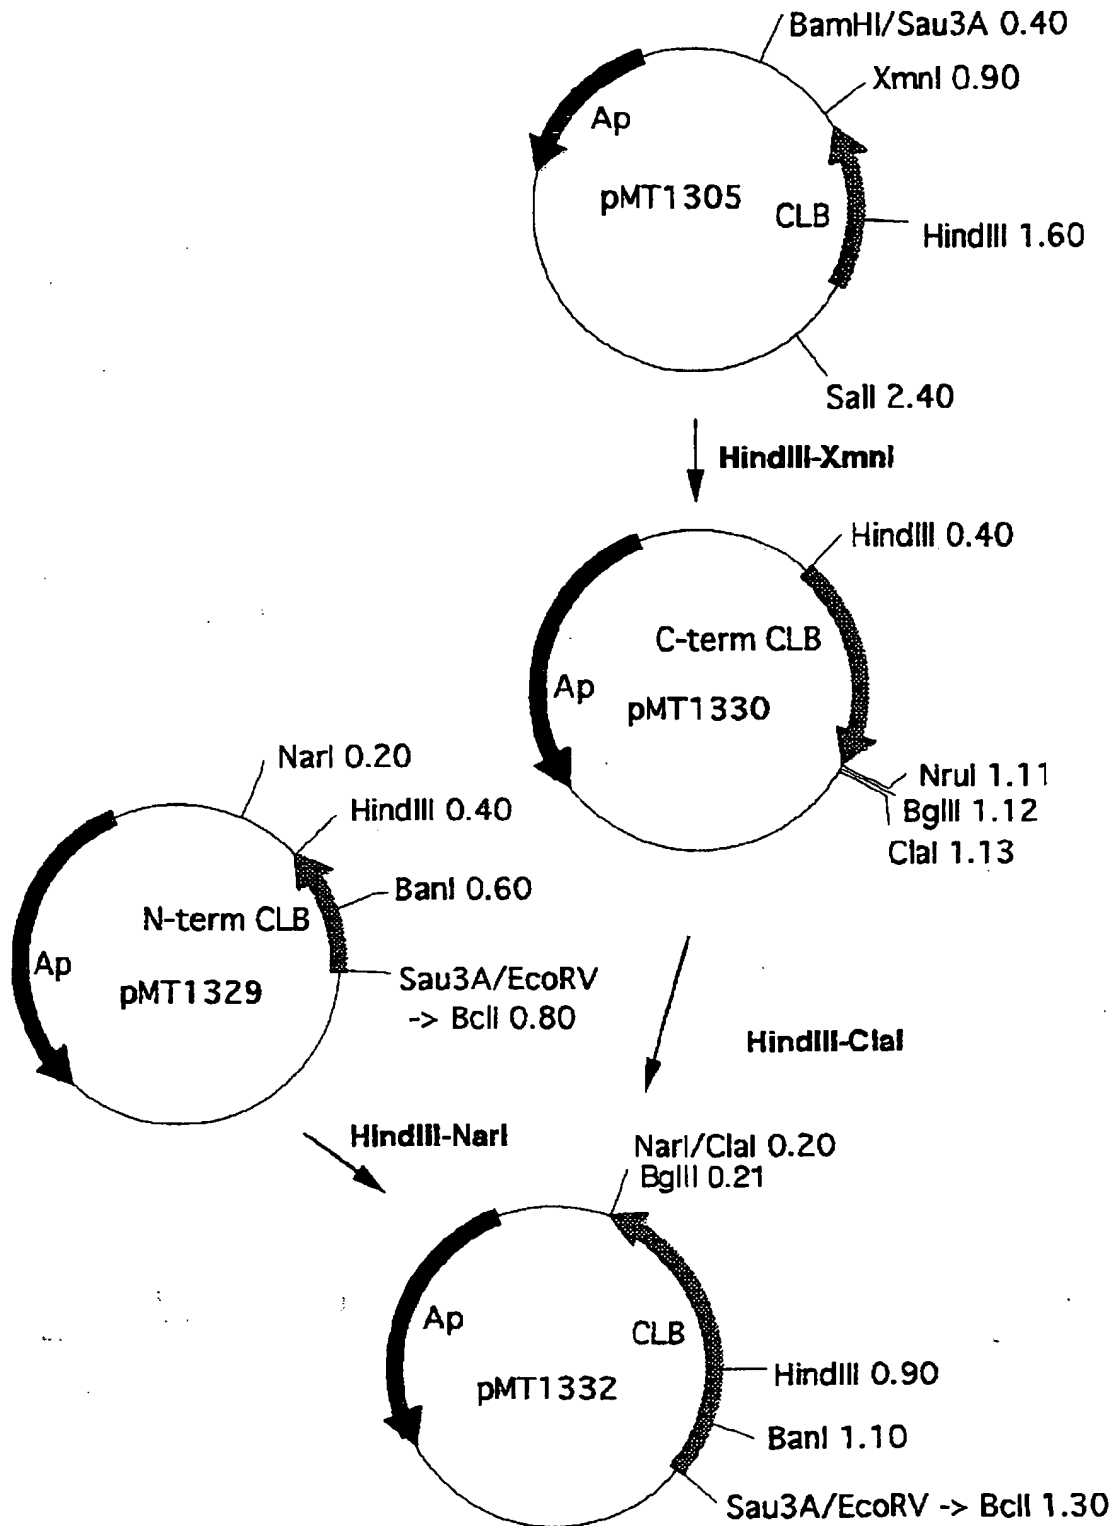 BamHI/Sau3A 0.40
XmnI 0.90
Ap
pMT1305
CLB
HindIII 1.60
SalI 2.40
HindIII-XmnI
HindIII 0.40
C-term CLB
Ap
pMT1330
NruI 1.11
BglII 1.12
ClaI 1.13
NarI 0.20
HindIII 0.40
BanI 0.60
N-term CLB
Ap
pMT1329
Sau3A/EcoRV
-> BclI 0.80
HindIII-ClaI
HindIII-NarI
NarI/ClaI 0.20
BglII 0.21
Ap
CLB
pMT1332
HindIII 0.90
BanI 1.10
Sau3A/EcoRV -> BclI 1.30